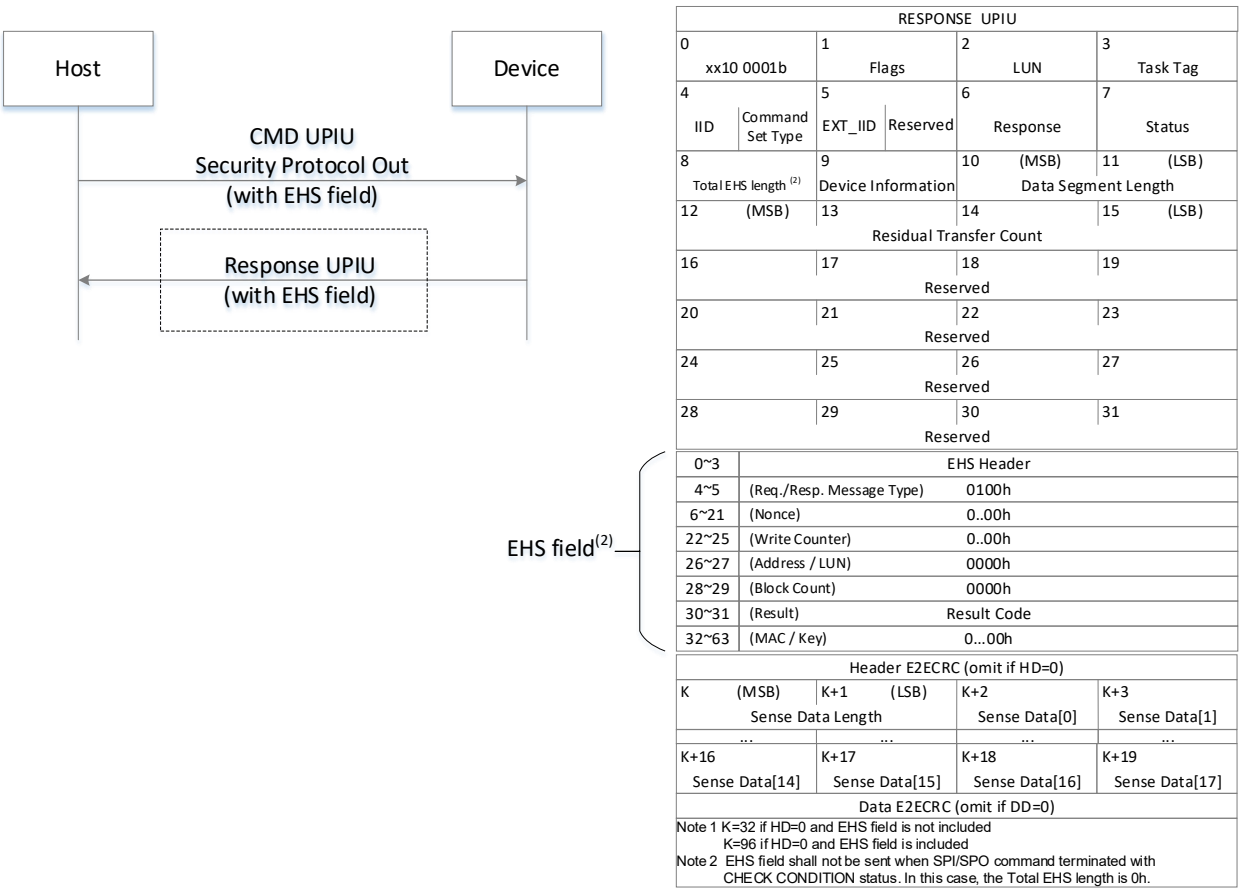 Host
Device
CMD UPIU
Security Protocol Out
(with EHS field)
Response UPIU
(with EHS field)
RESPONSE UPIU
0 1 2 3
xx10 0001b Flags LUN Task Tag
4 5 6 7
IID Command Set Type EXT_IID Reserved Response Status
8 9 10 (MSB) 11 (LSB)
Total EHS length (2) Device Information Data Segment Length
12 (MSB) 13 14 15 (LSB)
Residual Transfer Count
16 17 18 19
Reserved
20 21 22 23
Reserved
24 25 26 27
Reserved
28 29 30 31
Reserved
EHS field(2)
0~3 EHS Header
4~5 (Req./Resp. Message Type) 0100h
6~21 (Nonce) 0..00h
22~25 (Write Counter) 0..00h
26~27 (Address / LUN) 0000h
28~29 (Block Count) 0000h
30~31 (Result) Result Code
32~63 (MAC / Key) 0...00h
Header E2ECRC (omit if HD=0)
K (MSB) K+1 (LSB) K+2 K+3
Sense Data Length Sense Data[0] Sense Data[1]
... ... ... ...
K+16 K+17 K+18 K+19
Sense Data[14] Sense Data[15] Sense Data[16] Sense Data[17]
Data E2ECRC (omit if DD=0)
Note 1 K=32 if HD=0 and EHS field is not included
K=96 if HD=0 and EHS field is included
Note 2 EHS field shall not be sent when SPI/SPO command terminated with
CHECK CONDITION status. In this case, the Total EHS length is 0h.